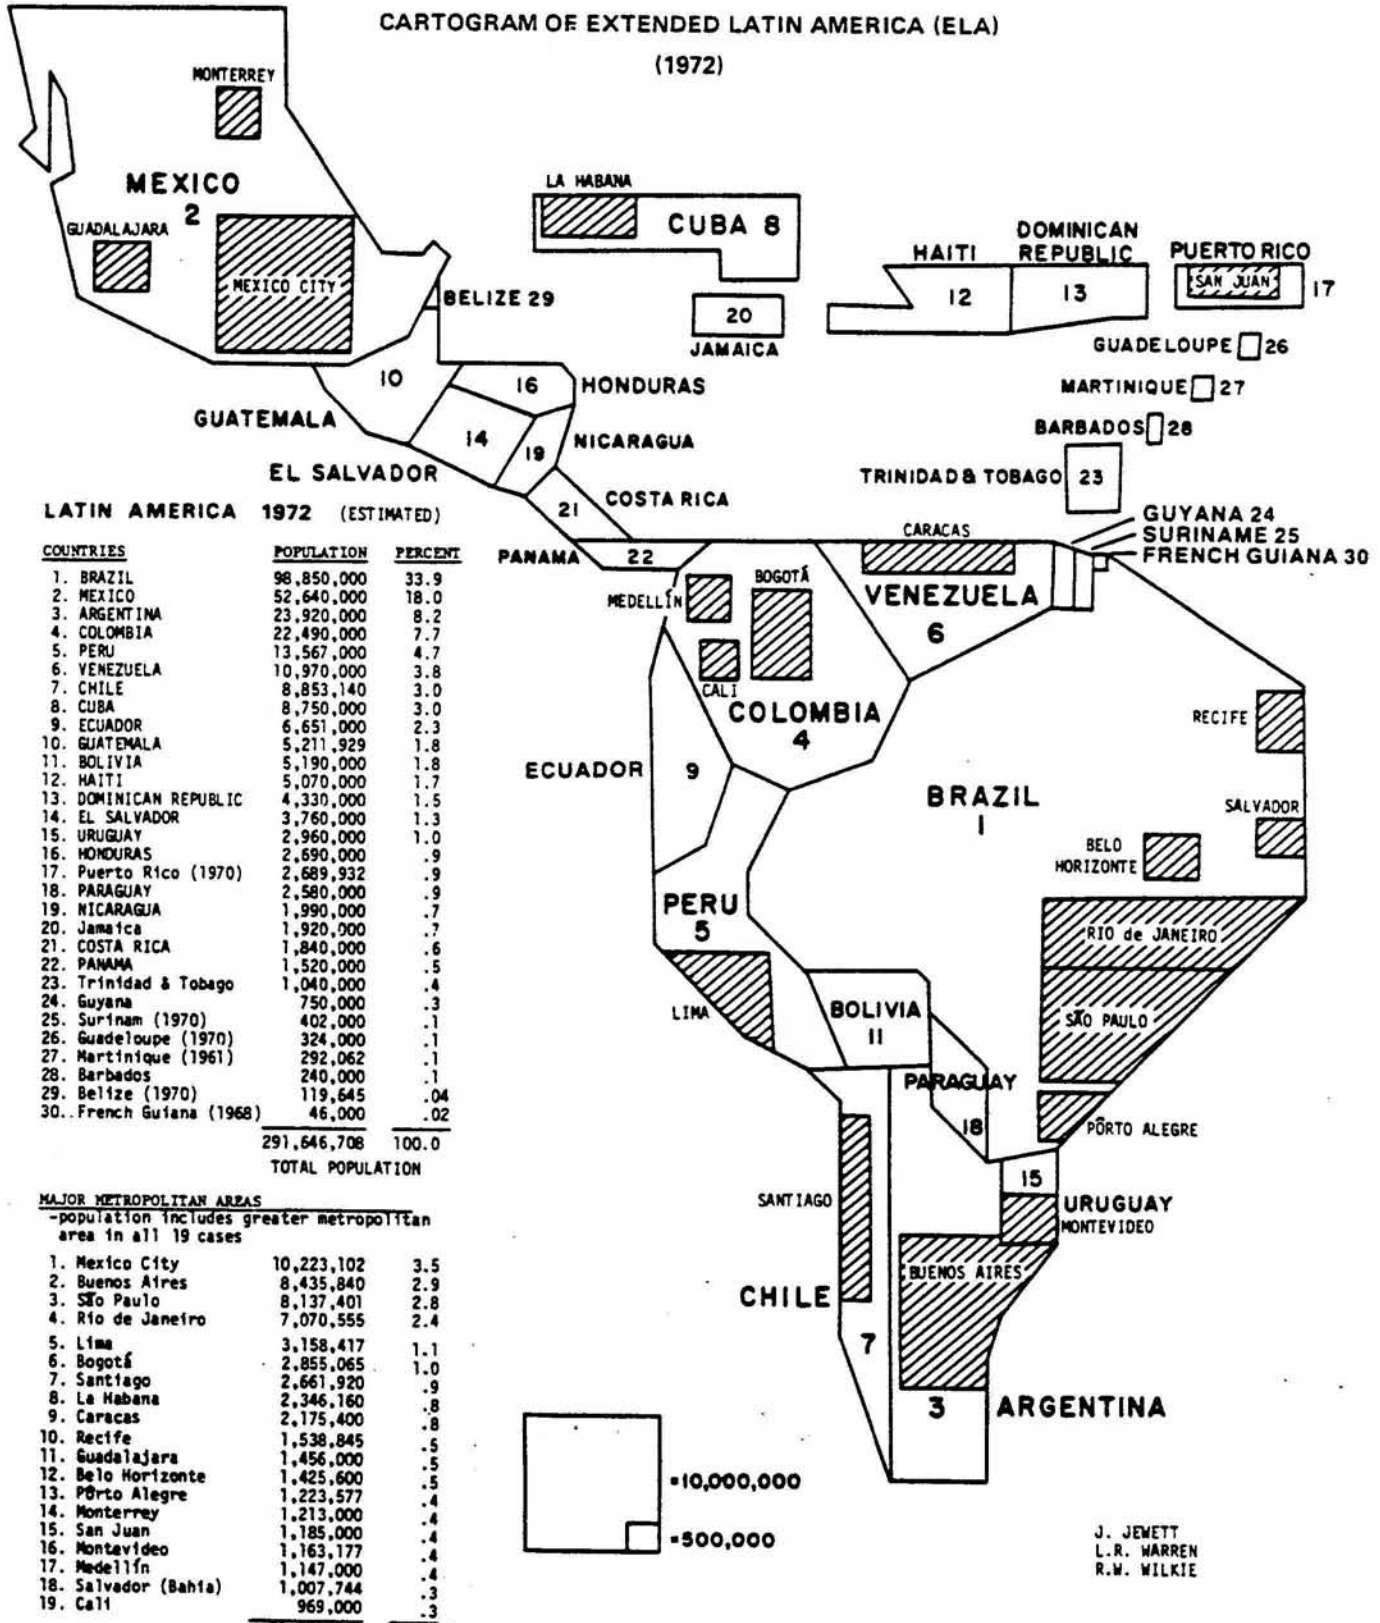 CARTOGRAM OF EXTENDED LATIN AMERICA (ELA)
(1972)
MONTERREY
MEXICO
2
GUADALAJARA
MEXICO CITY
LA HABANA
CUBA 8
BELIZE 29
20
JAMAICA
HAITI
12
DOMINICAN
REPUBLIC
13
PUERTO RICO
SAN JUAN
17
GUADELOUPE 26
MARTINIQUE 27
BARBADOS 28
TRINIDAD & TOBAGO 23
10
GUATEMALA
16
HONDURAS
14
EL SALVADOR
19
NICARAGUA
21
COSTA RICA
PANAMA
22
GUYANA 24
SURINAME 25
FRENCH GUIANA 30
CARACAS
VENEZUELA
6
MEDELLÍN
BOGOTÁ
CALI
COLOMBIA
4
ECUADOR
9
BRAZIL
1
RECIFE
SALVADOR
BELO
HORIZONTE
RIO de JANEIRO
SÃO PAULO
PÔRTO ALEGRE
PERU
5
LIMA
BOLIVIA
11
PARAGUAY
18
15
URUGUAY
MONTEVIDEO
SANTIAGO
BUENOS AIRES
CHILE
7
3
ARGENTINA
LATIN AMERICA 1972 (ESTIMATED)
COUNTRIES POPULATION PERCENT
1. BRAZIL 98,850,000 33.9
2. MEXICO 52,640,000 18.0
3. ARGENTINA 23,920,000 8.2
4. COLOMBIA 22,490,000 7.7
5. PERU 13,567,000 4.7
6. VENEZUELA 10,970,000 3.8
7. CHILE 8,853,140 3.0
8. CUBA 8,750,000 3.0
9. ECUADOR 6,651,000 2.3
10. GUATEMALA 5,211,929 1.8
11. BOLIVIA 5,190,000 1.8
12. HAITI 5,070,000 1.7
13. DOMINICAN REPUBLIC 4,330,000 1.5
14. EL SALVADOR 3,760,000 1.3
15. URUGUAY 2,960,000 1.0
16. HONDURAS 2,690,000 .9
17. Puerto Rico (1970) 2,689,932 .9
18. PARAGUAY 2,580,000 .9
19. NICARAGUA 1,990,000 .7
20. Jamaica 1,920,000 .7
21. COSTA RICA 1,840,000 .6
22. PANAMA 1,520,000 .5
23. Trinidad & Tobago 1,040,000 .4
24. Guyana 750,000 .3
25. Surinam (1970) 402,000 .1
26. Guadeloupe (1970) 324,000 .1
27. Martinique (1961) 292,062 .1
28. Barbados 240,000 .1
29. Belize (1970) 119,645 .04
30..French Guiana (1968) 46,000 .02
291,646,708 100.0
TOTAL POPULATION
MAJOR METROPOLITAN AREAS
-population includes greater metropolitan
area in all 19 cases
1. Mexico City 10,223,102 3.5
2. Buenos Aires 8,435,840 2.9
3. São Paulo 8,137,401 2.8
4. Rio de Janeiro 7,070,555 2.4
5. Lima 3,158,417 1.1
6. Bogotá 2,855,065 1.0
7. Santiago 2,661,920 .9
8. La Habana 2,346,160 .8
9. Caracas 2,175,400 .8
10. Recife 1,538,845 .5
11. Guadalajara 1,456,000 .5
12. Belo Horizonte 1,425,600 .5
13. Pôrto Alegre 1,223,577 .4
14. Monterrey 1,213,000 .4
15. San Juan 1,185,000 .4
16. Montevideo 1,163,177 .4
17. Medellín 1,147,000 .4
18. Salvador (Bahia) 1,007,744 .3
19. Cali 969,000 .3
=10,000,000
=500,000
J. JEWETT
L.R. WARREN
R.W. WILKIE